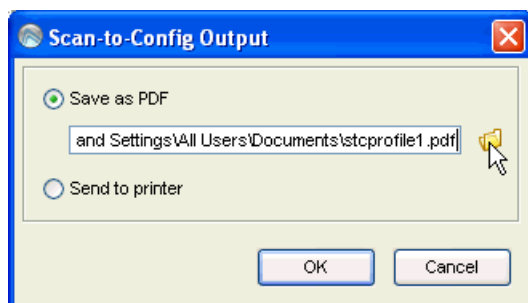 Scan-to-Config Output
Save as PDF
and Settings\All Users\Documents\stcprofile1.pdf
Send to printer
OK Cancel